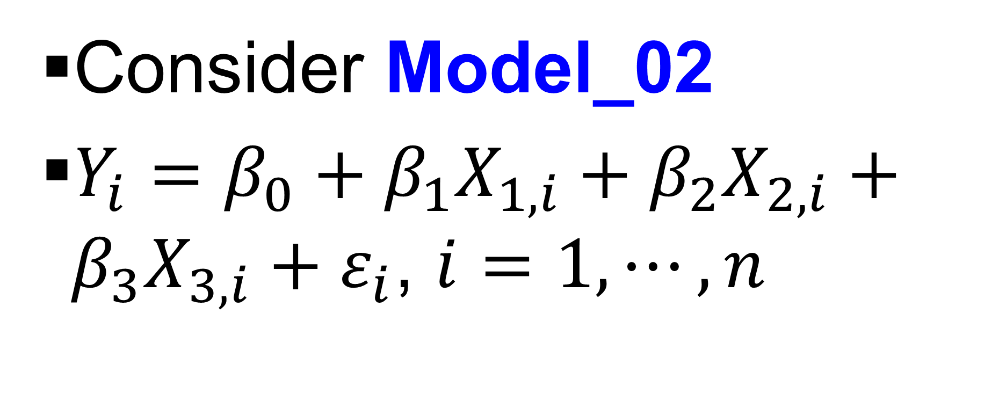 ▪Consider Model_02
▪Yᵢ = β₀ + β₁X₁,ᵢ + β₂X₂,ᵢ +
β₃X₃,ᵢ + εᵢ, i = 1, ⋯ , n